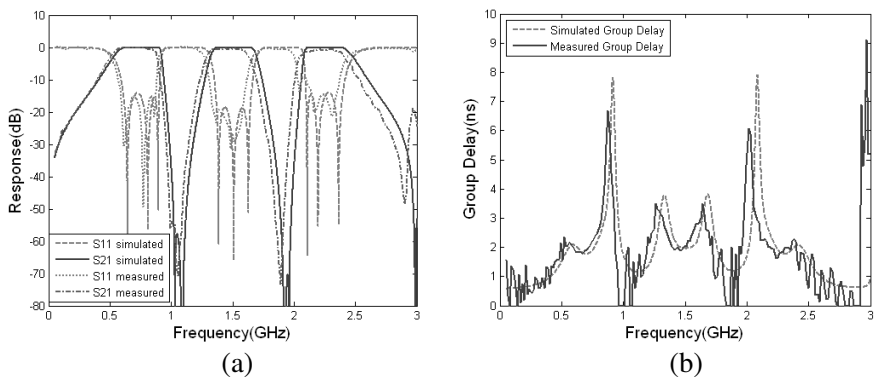 10
0
-10
-20
-30
-40
-50
-60
-70
-80
Response(dB)
S11 simulated
S21 simulated
S11 measured
S21 measured
0 0.5 1 1.5 2 2.5 3
Frequency(GHz)
(a)
10
9
8
7
6
5
4
3
2
1
0
Group Delay(ns)
Simulated Group Delay
Measured Group Delay
0 0.5 1 1.5 2 2.5 3
Frequency(GHz)
(b)